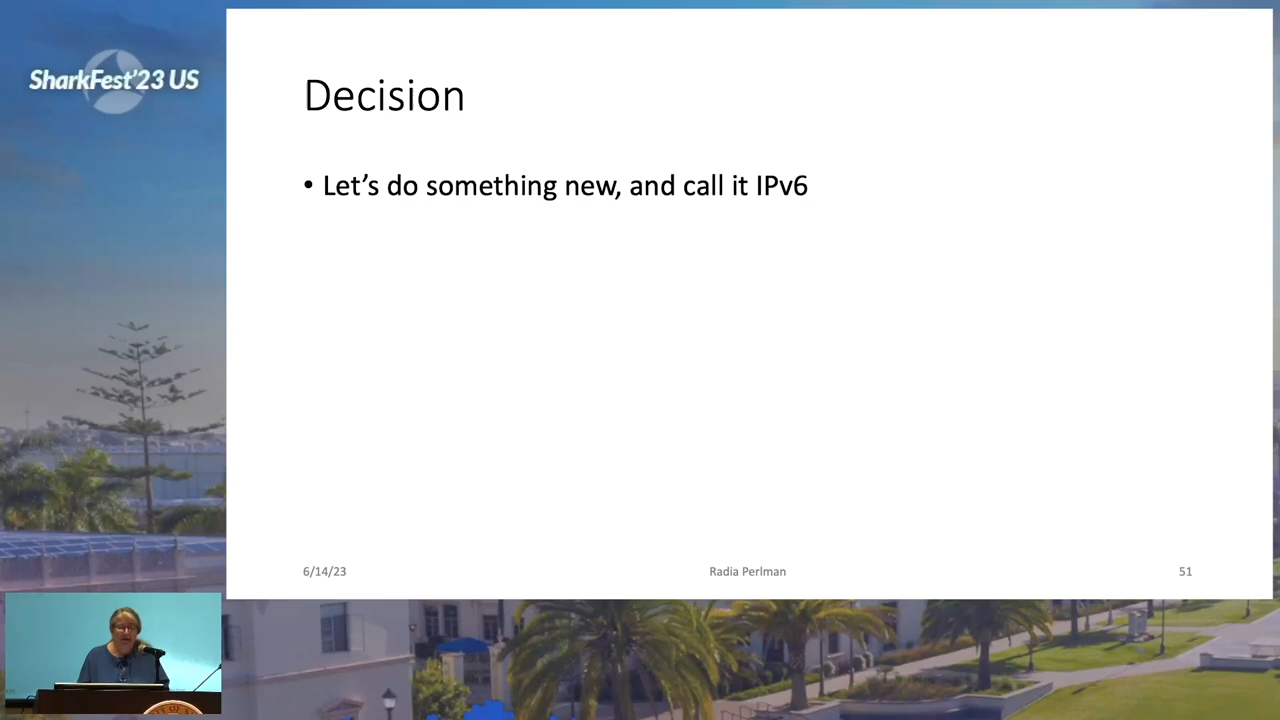 SharkFest'23 US
Decision
• Let's do something new, and call it IPv6
6/14/23
Radia Perlman
51